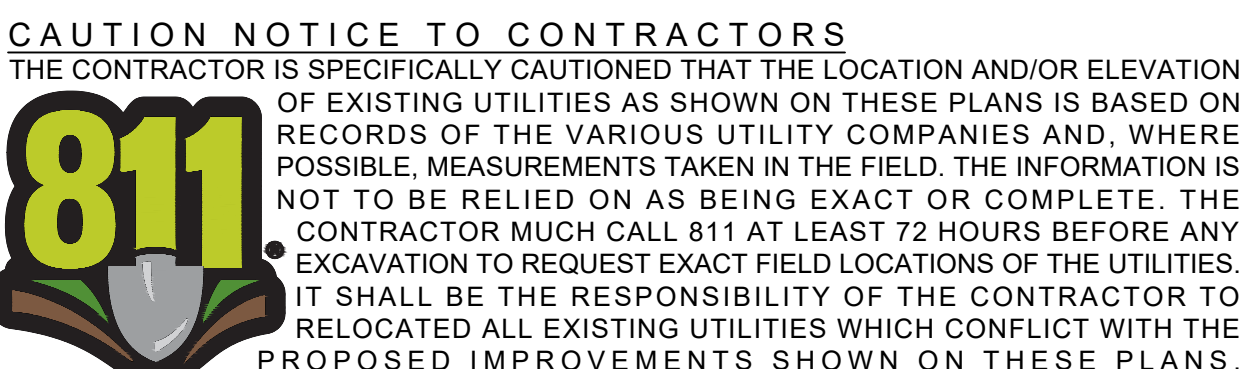 CAUTION NOTICE TO CONTRACTORS
THE CONTRACTOR IS SPECIFICALLY CAUTIONED THAT THE LOCATION AND/OR ELEVATION
OF EXISTING UTILITIES AS SHOWN ON THESE PLANS IS BASED ON
RECORDS OF THE VARIOUS UTILITY COMPANIES AND, WHERE
POSSIBLE, MEASUREMENTS TAKEN IN THE FIELD. THE INFORMATION IS
NOT TO BE RELIED ON AS BEING EXACT OR COMPLETE. THE
CONTRACTOR MUCH CALL 811 AT LEAST 72 HOURS BEFORE ANY
EXCAVATION TO REQUEST EXACT FIELD LOCATIONS OF THE UTILITIES.
IT SHALL BE THE RESPONSIBILITY OF THE CONTRACTOR TO
RELOCATED ALL EXISTING UTILITIES WHICH CONFLICT WITH THE
PROPOSED IMPROVEMENTS SHOWN ON THESE PLANS.
811